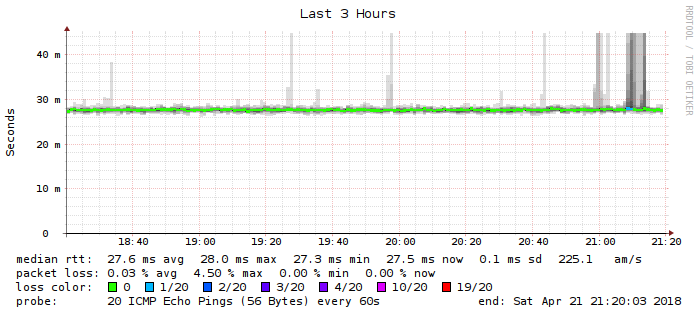 Last 3 Hours
RRDTOOL / TOBI OETIKER
Seconds
40 m
30 m
20 m
10 m
0
18:40 19:00 19:20 19:40 20:00 20:20 20:40 21:00 21:20
median rtt: 27.6 ms avg 28.0 ms max 27.3 ms min 27.5 ms now 0.1 ms sd 225.1 am/s
packet loss: 0.03 % avg 4.50 % max 0.00 % min 0.00 % now
loss color: 0 1/20 2/20 3/20 4/20 10/20 19/20
probe: 20 ICMP Echo Pings (56 Bytes) every 60s end: Sat Apr 21 21:20:03 2018